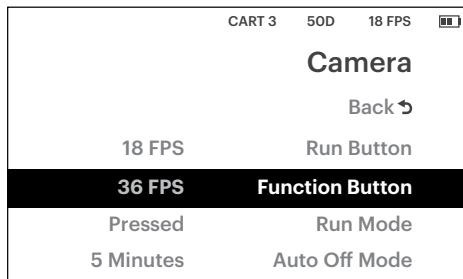 CART 3 50D 18 FPS
Camera
Back
18 FPS Run Button
36 FPS Function Button
Pressed Run Mode
5 Minutes Auto Off Mode